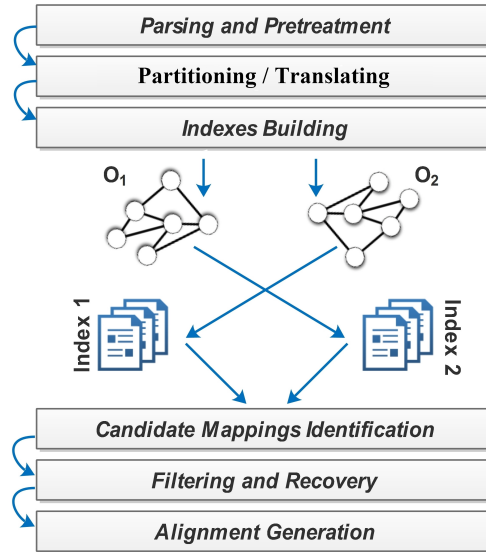 Parsing and Pretreatment
Partitioning / Translating
Indexes Building
O₁
O₂
Index 1
Index 2
Candidate Mappings Identification
Filtering and Recovery
Alignment Generation